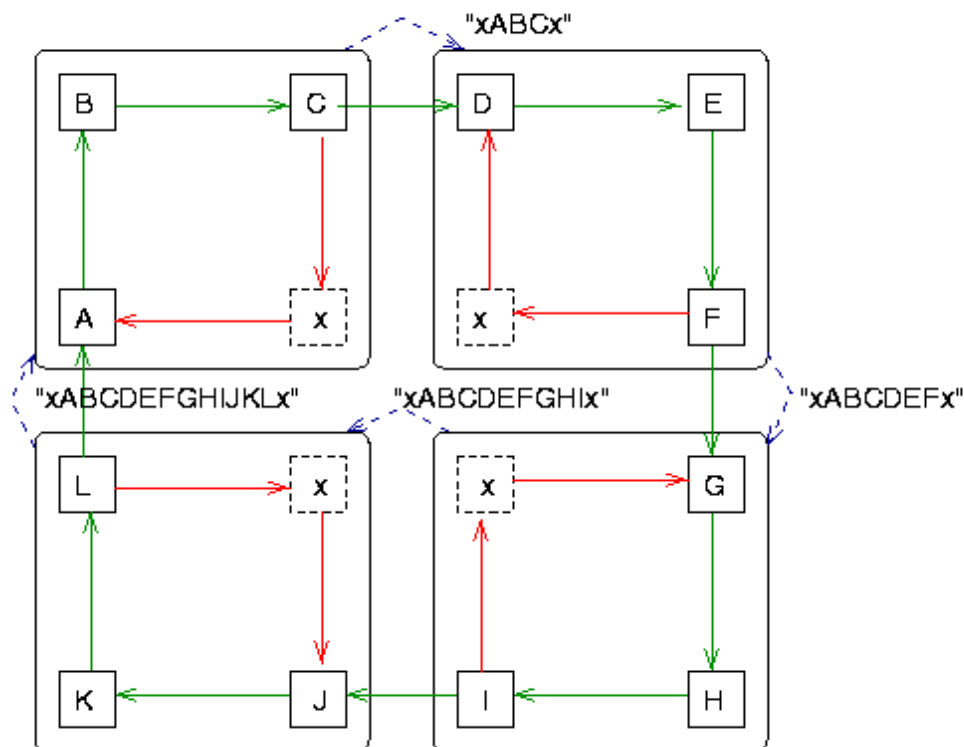 "xABCx"
B
C
D
E
A
x
x
F
"xABCDEFGHIJKLx"
"xABCDEFGHIx"
"xABCDEFx"
L
x
x
G
K
J
I
H